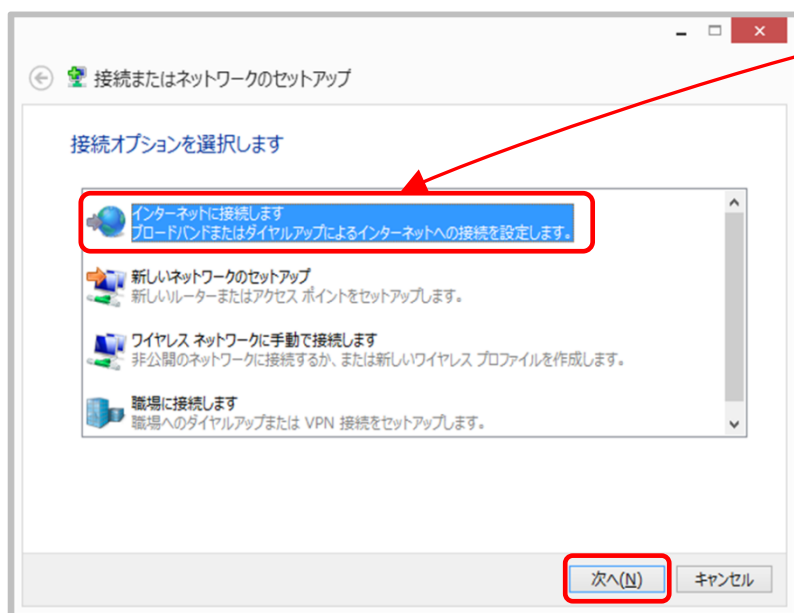 接続またはネットワークのセットアップ
接続オプションを選択します
インターネットに接続します
ブロードバンドまたはダイヤルアップによるインターネットへの接続を設定します。
新しいネットワークのセットアップ
新しいルーターまたはアクセス ポイントをセットアップします。
ワイヤレス ネットワークに手動で接続します
非公開のネットワークに接続するか、または新しいワイヤレス プロファイルを作成します。
職場に接続します
職場へのダイヤルアップまたは VPN 接続をセットアップします。
次へ(N) キャンセル